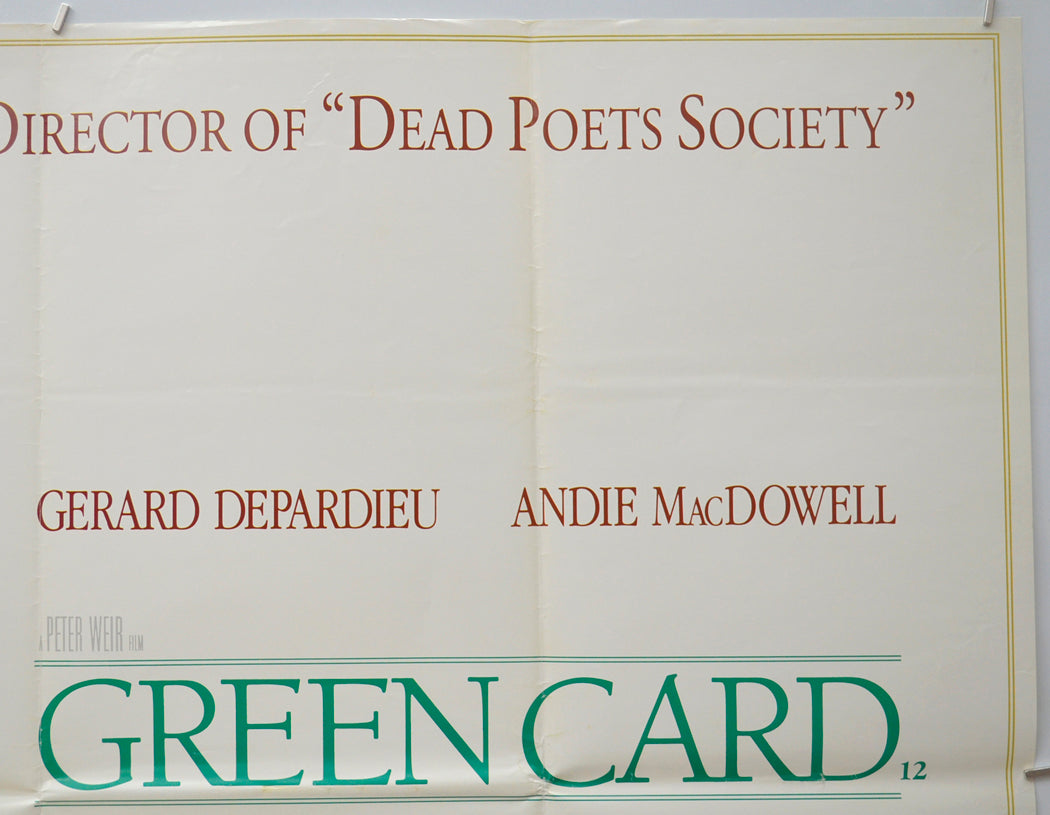 DIRECTOR OF “DEAD POETS SOCIETY”
GERARD DEPARDIEU ANDIE MACDOWELL
A PETER WEIR FILM
GREEN CARD 12